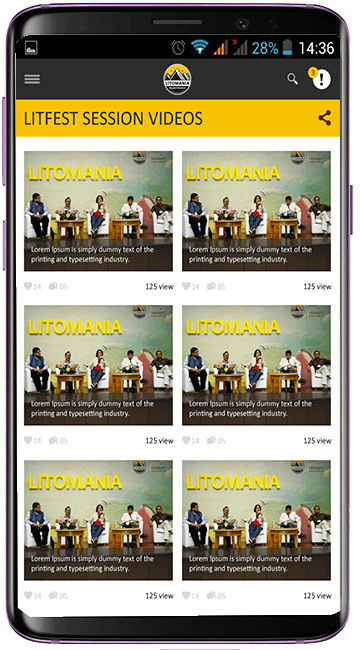 28% 14:36
LITOMANIA
3
LITFEST SESSION VIDEOS
LITOMANIA LITOMANIA
Lorem Ipsum is simply dummy text of the Lorem Ipsum is simply dummy text of the
printing and typesetting industry. printing and typesetting industry.
14 05 125 view 14 05 125 view
LITOMANIA LITOMANIA
Lorem Ipsum is simply dummy text of the Lorem Ipsum is simply dummy text of the
printing and typesetting industry. printing and typesetting industry.
14 05 125 view 14 05 125 view
LITOMANIA LITOMANIA
Lorem Ipsum is simply dummy text of the Lorem Ipsum is simply dummy text of the
printing and typesetting industry. printing and typesetting industry.
14 05 125 view 14 05 125 view